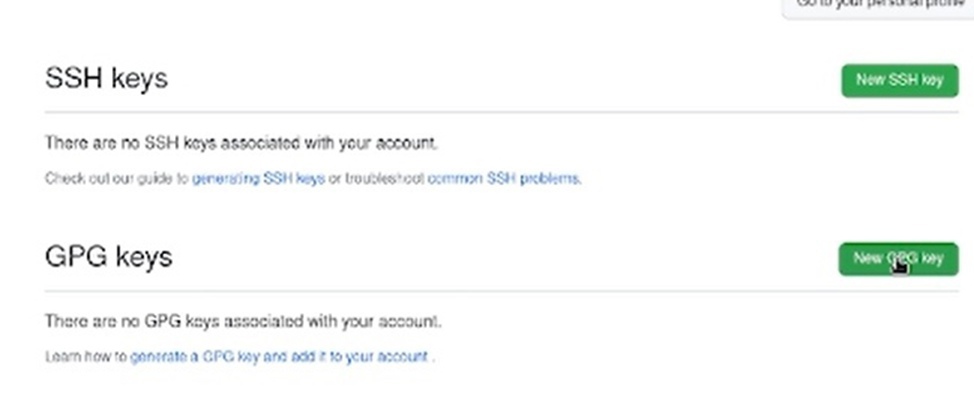 Go to your personal profile
SSH keys
New SSH key
There are no SSH keys associated with your account.
Check out our guide to generating SSH keys or troubleshoot common SSH problems.
GPG keys
New GPG key
There are no GPG keys associated with your account.
Learn how to generate a GPG key and add it to your account .